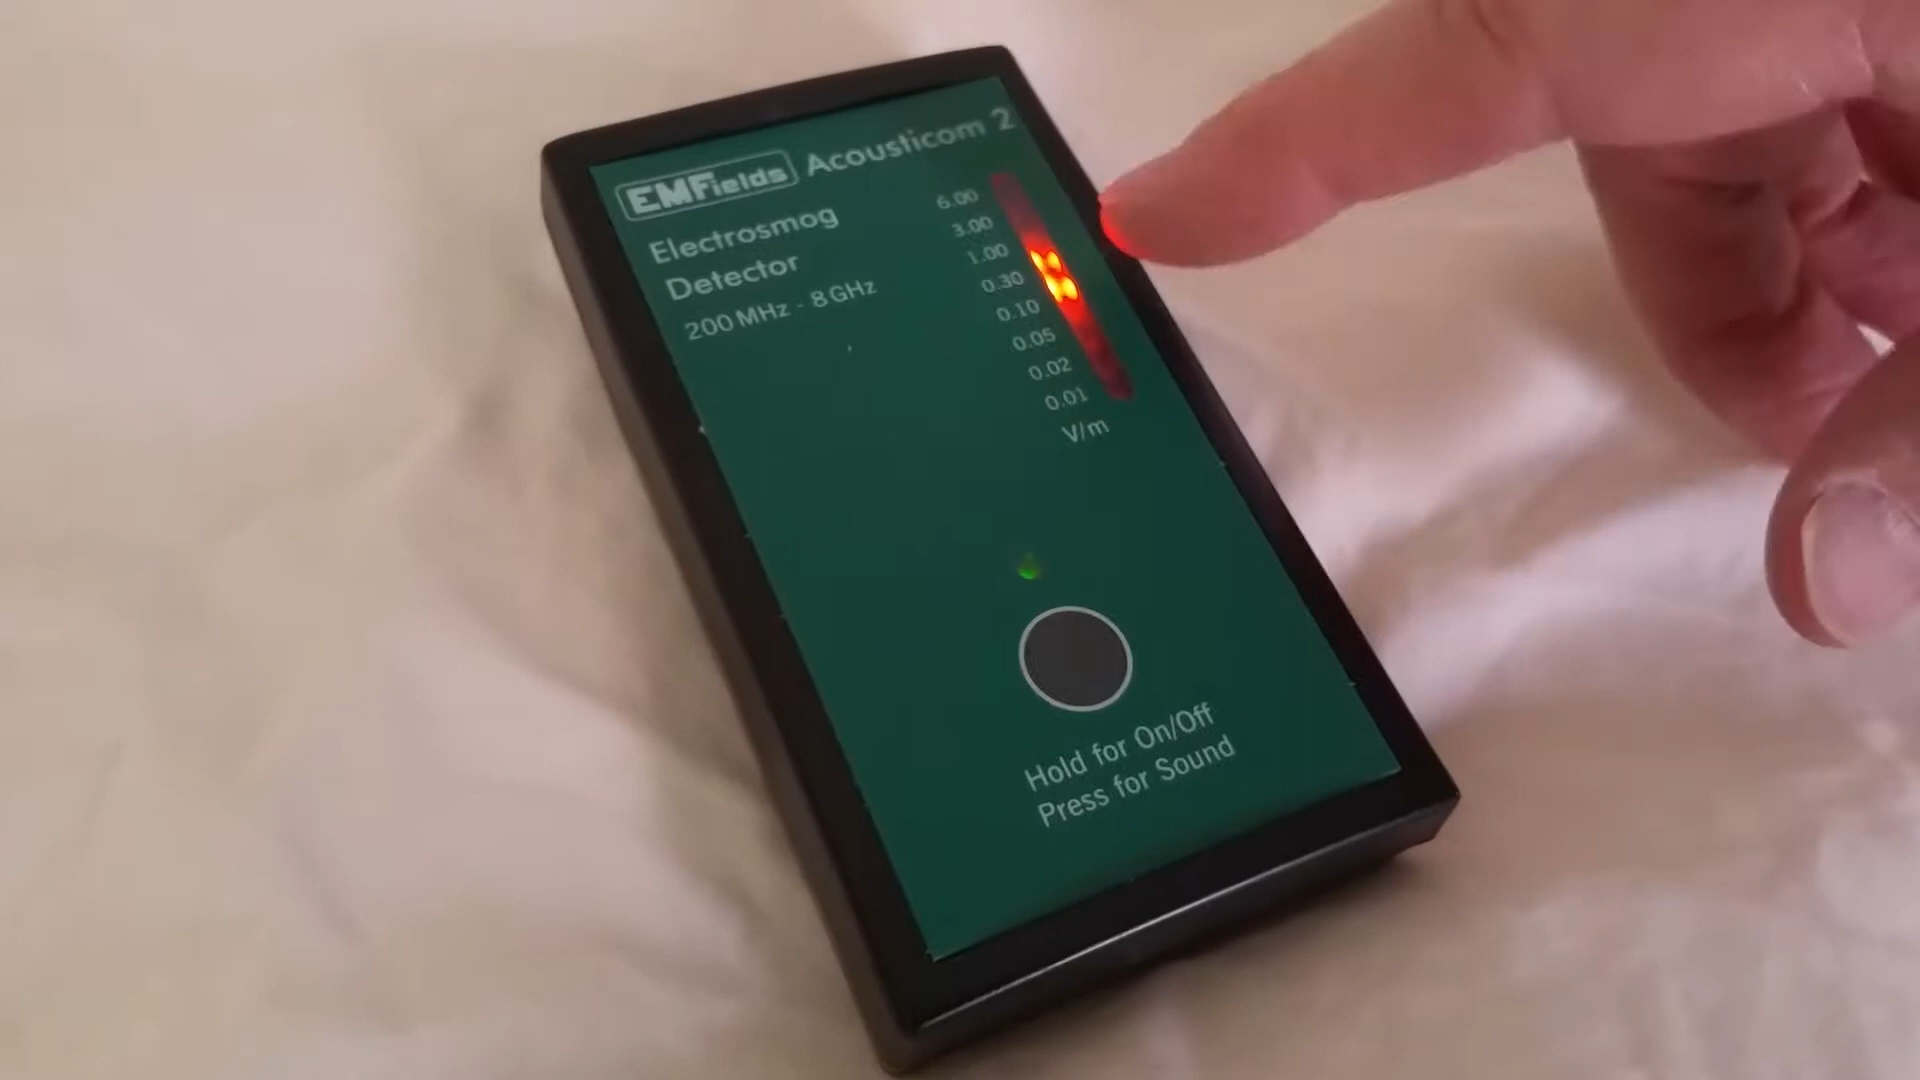 EMFields Acousticom 2
Electrosmog
Detector
200 MHz - 8 GHz
6.00
3.00
1.00
0.30
0.10
0.05
0.02
0.01
V/m
Hold for On/Off
Press for Sound